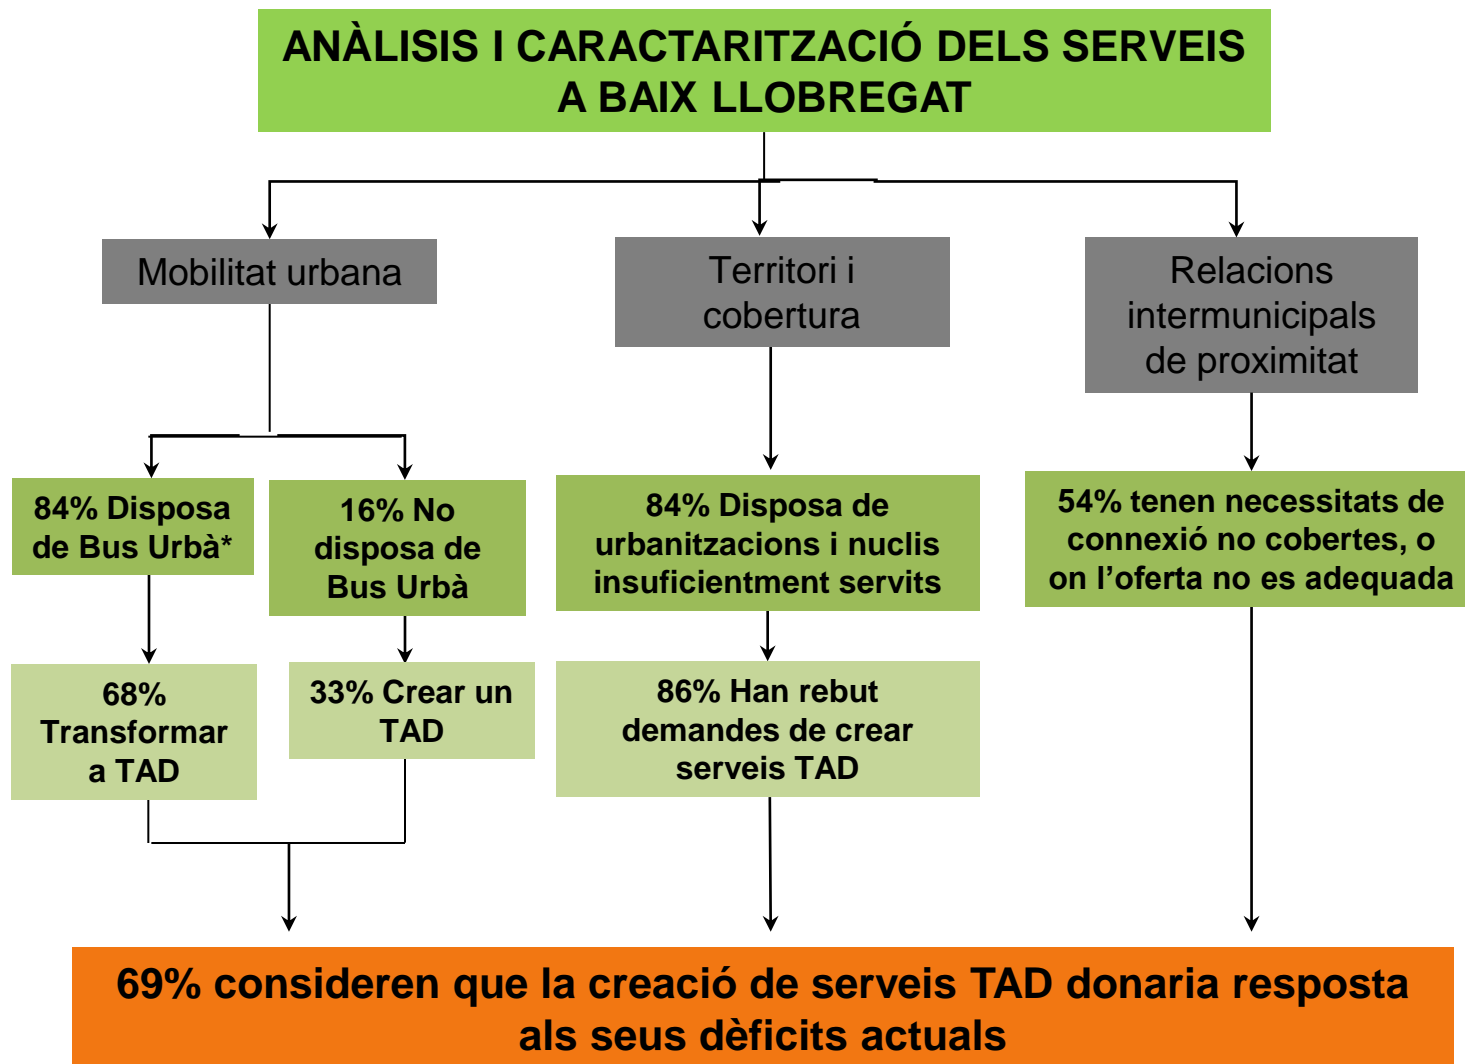 ANÀLISIS I CARACTARITZACIÓ DELS SERVEIS
A BAIX LLOBREGAT
Mobilitat urbana
Territori i
cobertura
Relacions
intermunicipals
de proximitat
84% Disposa
de Bus Urbà*
16% No
disposa de
Bus Urbà
84% Disposa de
urbanitzacions i nuclis
insuficientment servits
54% tenen necessitats de
connexió no cobertes, o
on l’oferta no es adequada
68%
Transformar
a TAD
33% Crear un
TAD
86% Han rebut
demandes de crear
serveis TAD
69% consideren que la creació de serveis TAD donaria resposta
als seus dèficits actuals